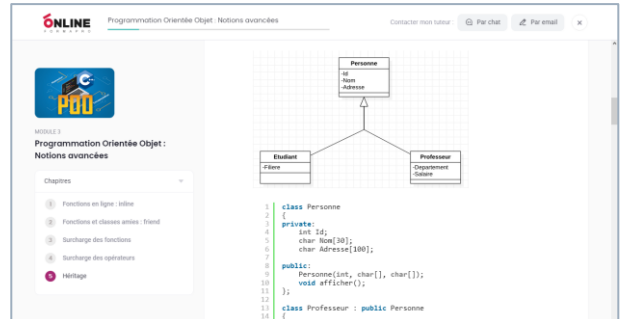 ONLINE
FORMAPRO
Programmation Orientée Objet : Notions avancées
Contacter mon tuteur :
Par chat
Par email
x
C++
POO
MODULE 3
Programmation Orientée Objet :
Notions avancées
Chapitres
1 Fonctions en ligne : inline
2 Fonctions et classes amies : friend
3 Surcharge des fonctions
4 Surcharge des opérateurs
5 Héritage
Personne
-Id
-Nom
-Adresse
Etudiant
-Filere
Professeur
-Departement
-Salaire
1 class Personne
2 {
3 private:
4 int Id;
5 char Nom[30];
6 char Adresse[100];
7
8 public:
9 Personne(int, char[], char[]);
10 void afficher();
11 };
12
13 class Professeur : public Personne
14 {